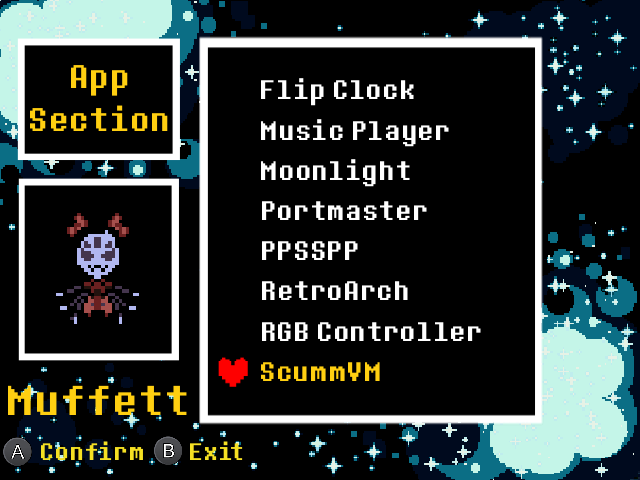 App
Section
Flip Clock
Music Player
Moonlight
Portmaster
PPSSPP
RetroArch
RGB Controller
ScummVM
Muffett
A Confirm B Exit